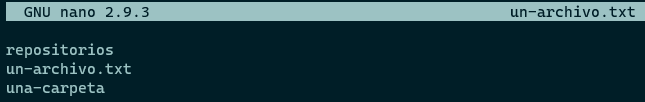 GNU nano 2.9.3 un-archivo.txt
repositorios
un-archivo.txt
una-carpeta